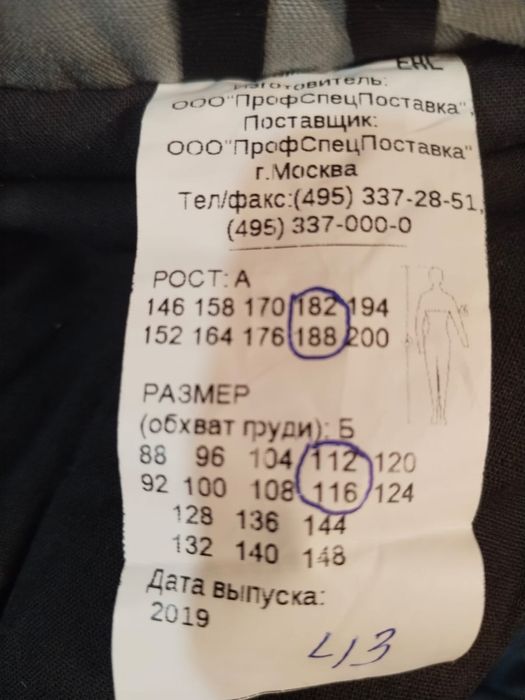 ЕАС
Изготовитель:
ООО"ПрофСпецПоставка",
Поставщик:
ООО"ПрофСпецПоставка"
г.Москва
Тел/факс:(495) 337-28-51,
(495) 337-000-0
РОСТ: А
146 158 170 182 194
152 164 176 188 200
РАЗМЕР
(обхват груди): Б
88 96 104 112 120
92 100 108 116 124
128 136 144
132 140 148
Дата выпуска:
2019